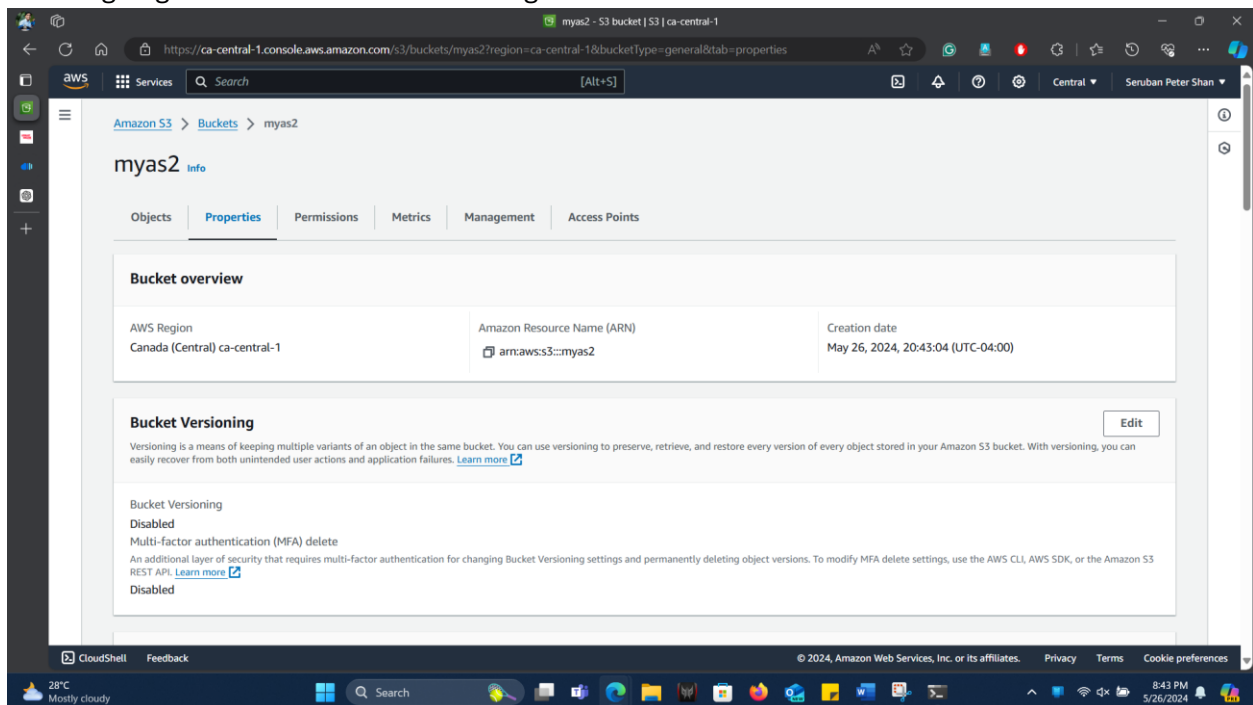 myas2 - S3 bucket | S3 | ca-central-1
https://ca-central-1.console.aws.amazon.com/s3/buckets/myas2?region=ca-central-1&bucketType=general&tab=properties
aws Services Search [Alt+S] Central Seruban Peter Shan
Amazon S3 > Buckets > myas2
myas2 Info
Objects Properties Permissions Metrics Management Access Points
Bucket overview
AWS Region Amazon Resource Name (ARN) Creation date
Canada (Central) ca-central-1 arn:aws:s3:::myas2 May 26, 2024, 20:43:04 (UTC-04:00)
Bucket Versioning Edit
Versioning is a means of keeping multiple variants of an object in the same bucket. You can use versioning to preserve, retrieve, and restore every version of every object stored in your Amazon S3 bucket. With versioning, you can
easily recover from both unintended user actions and application failures. Learn more
Bucket Versioning
Disabled
Multi-factor authentication (MFA) delete
An additional layer of security that requires multi-factor authentication for changing Bucket Versioning settings and permanently deleting object versions. To modify MFA delete settings, use the AWS CLI, AWS SDK, or the Amazon S3
REST API. Learn more
Disabled
CloudShell Feedback © 2024, Amazon Web Services, Inc. or its affiliates. Privacy Terms Cookie preferences
28°C Search 8:43 PM
Mostly cloudy 5/26/2024